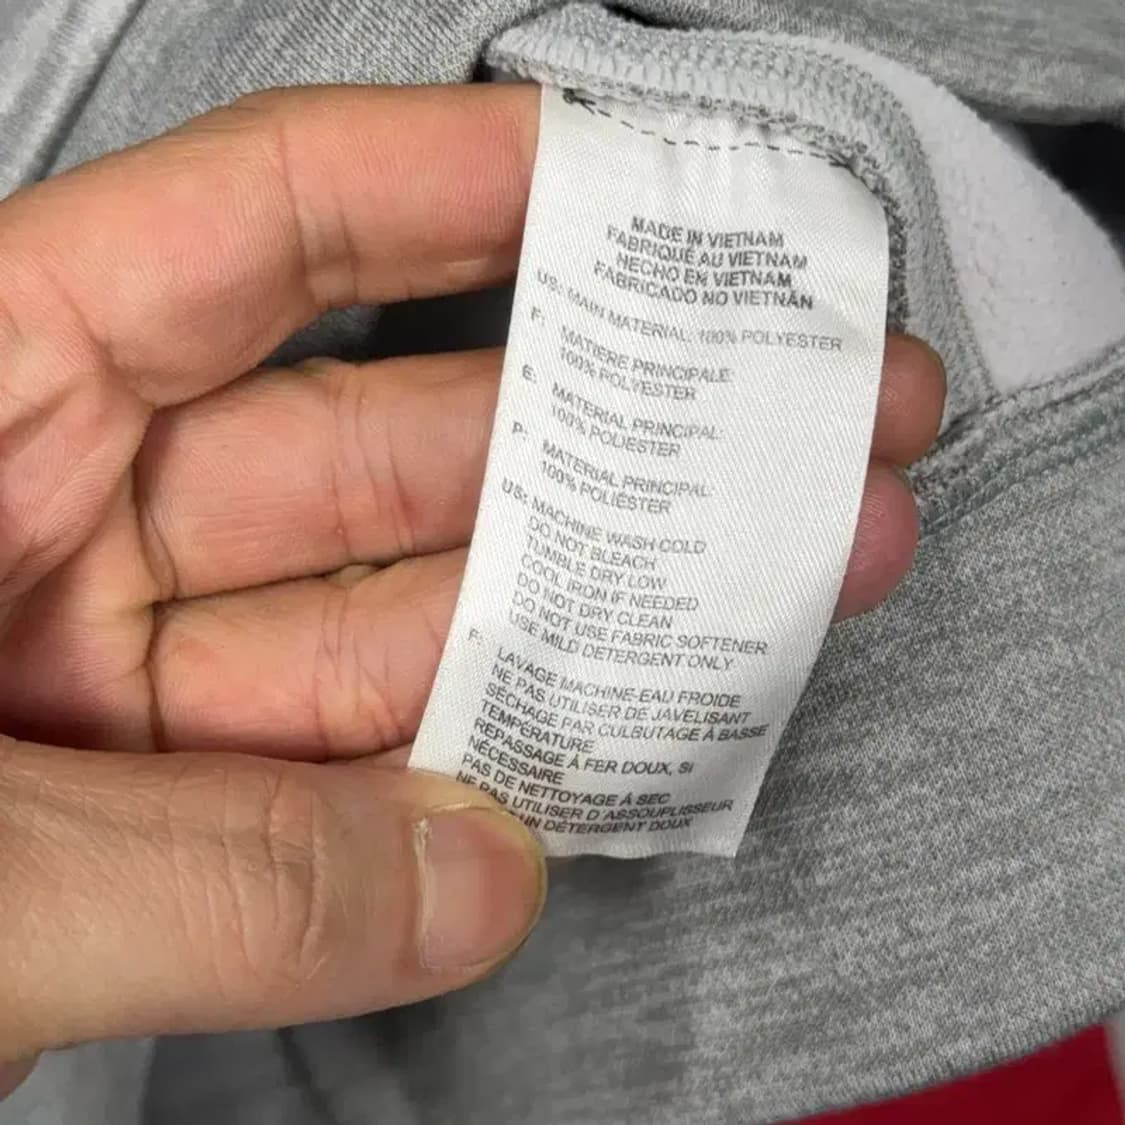 MADE IN VIETNAM
FABRIQUÉ AU VIETNAM
HECHO EN VIETNAM
FABRICADO NO VIETNÃN
US: MAIN MATERIAL: 100% POLYESTER
F: MATIÈRE PRINCIPALE:
100% POLYESTER
E: MATERIAL PRINCIPAL:
100% POLIESTER
P: MATERIAL PRINCIPAL:
100% POLIÉSTER
US: MACHINE WASH COLD
DO NOT BLEACH
TUMBLE DRY LOW
COOL IRON IF NEEDED
DO NOT DRY CLEAN
DO NOT USE FABRIC SOFTENER
USE MILD DETERGENT ONLY
F: LAVAGE MACHINE-EAU FROIDE
NE PAS UTILISER DE JAVELISANT
SÉCHAGE PAR CULBUTAGE À BASSE
TEMPÉRATURE
REPASSAGE À FER DOUX, SI
NÉCESSAIRE
PAS DE NETTOYAGE À SEC
NE PAS UTILISER D'ASSOUPLISSEUR
UN DÉTERGENT DOUX